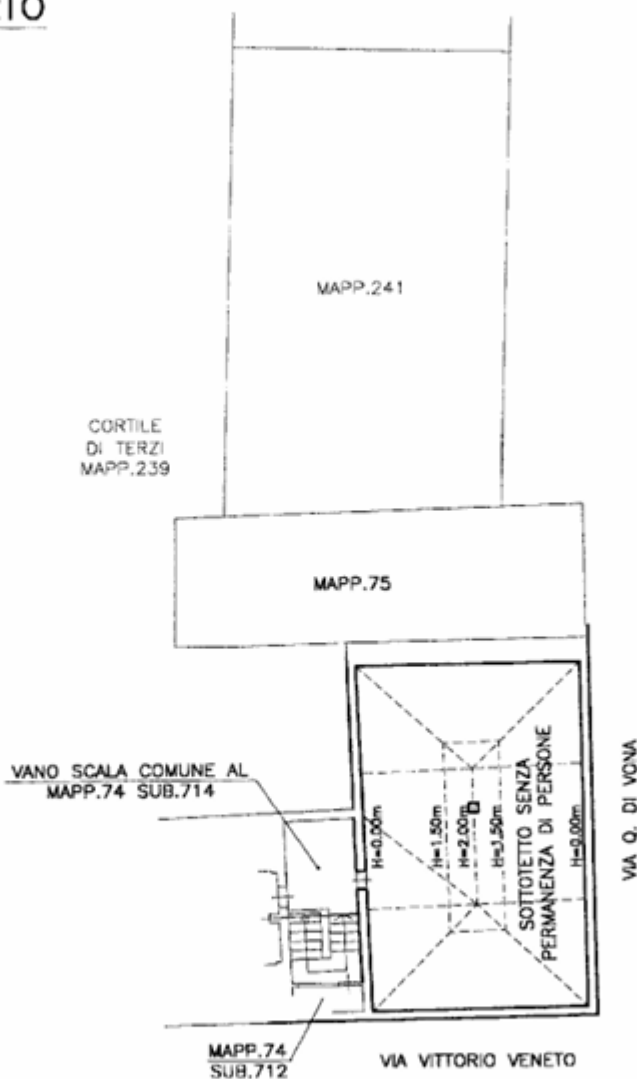 MAPP.241
CORTILE
DI TERZI
MAPP.239
MAPP.75
VANO SCALA COMUNE AL
MAPP.74 SUB.714
H=0.00m
H=1.50m
H=2.00m
H=1.50m
SOTTOTETTO SENZA
PERMANENZA DI PERSONE
H=0.00m
VIA Q. DI VONA
MAPP.74
SUB.712
VIA VITTORIO VENETO